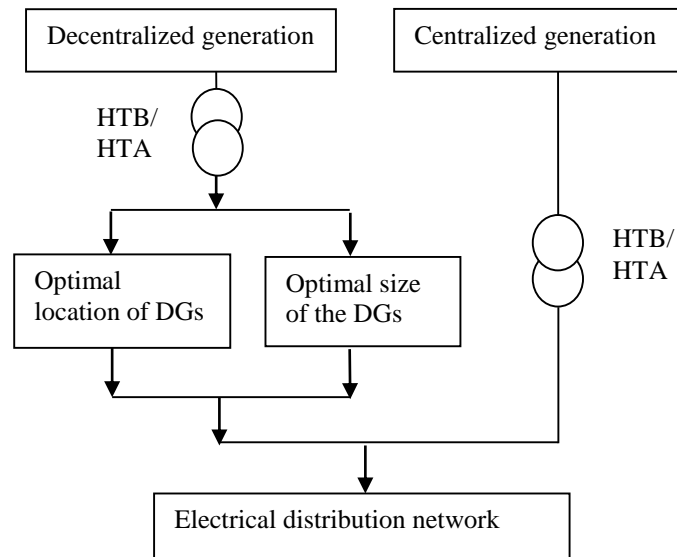 Decentralized generation
Centralized generation
HTB/
HTA
HTB/
HTA
Optimal
location of DGs
Optimal size
of the DGs
Electrical distribution network